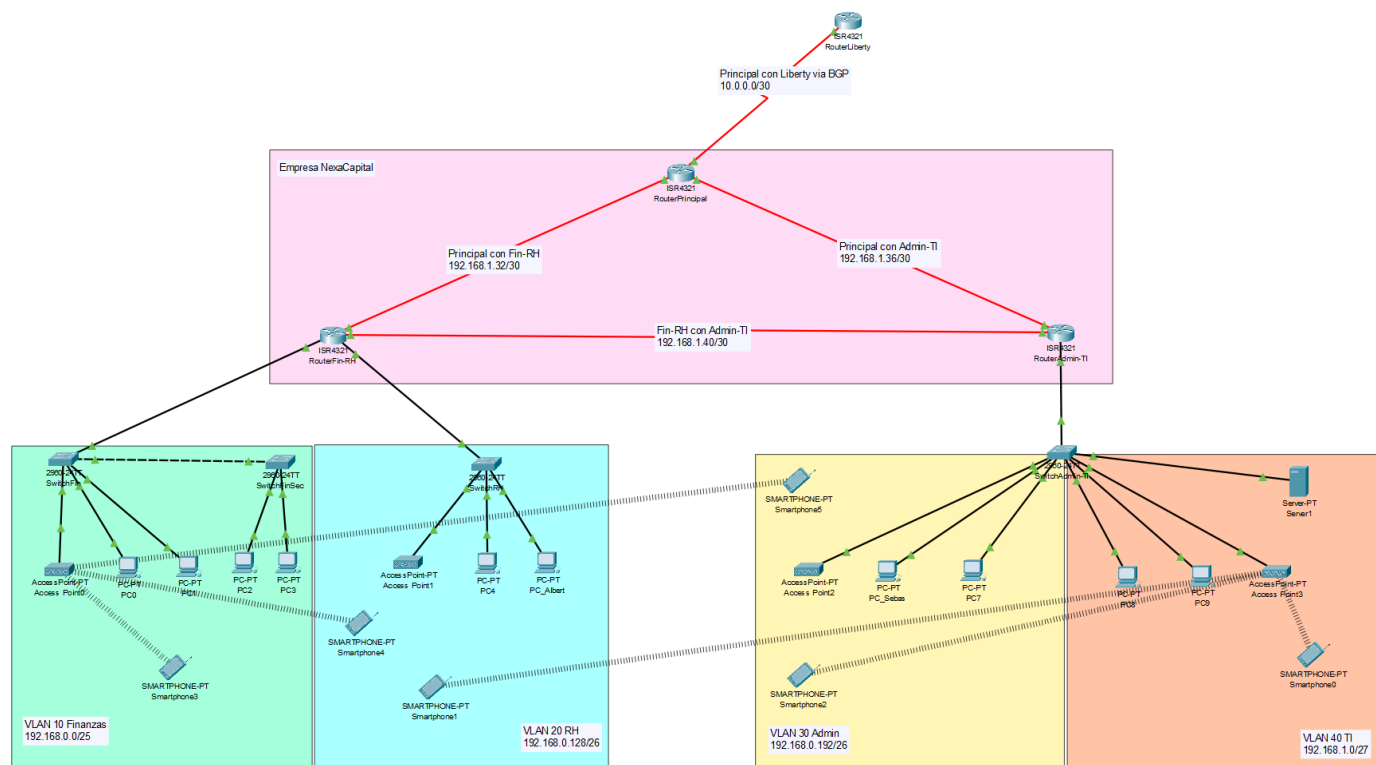 ISR4321
RouterLiberty
Principal con Liberty via BGP
10.0.0.0/30
Empresa NexaCapital
ISR4321
RouterPrincipal
Principal con Fin-RH
192.168.1.32/30
Principal con Admin-TI
192.168.1.36/30
Fin-RH con Admin-TI
192.168.1.40/30
ISR4321
RouterFin-RH
ISR4321
RouterAdmin-TI
2960-24TT
SwitchFin
2960-24TT
SwitchFinSec
2960-24TT
SwitchRH
2960-24TT
SwitchAdmin-TI
SMARTPHONE-PT
Smartphone5
Server-PT
Server1
AccessPoint-PT
Access Point0
PC-PT
PC0
PC-PT
PC1
PC-PT
PC2
PC-PT
PC3
AccessPoint-PT
Access Point1
PC-PT
PC4
PC-PT
PC_Albert
AccessPoint-PT
Access Point2
PC-PT
PC_Sebas
PC-PT
PC7
PC-PT
PC8
PC-PT
PC9
AccessPoint-PT
Access Point3
SMARTPHONE-PT
Smartphone4
SMARTPHONE-PT
Smartphone3
SMARTPHONE-PT
Smartphone1
SMARTPHONE-PT
Smartphone2
SMARTPHONE-PT
Smartphone0
VLAN 10 Finanzas
192.168.0.0/25
VLAN 20 RH
192.168.0.128/26
VLAN 30 Admin
192.168.0.192/26
VLAN 40 TI
192.168.1.0/27